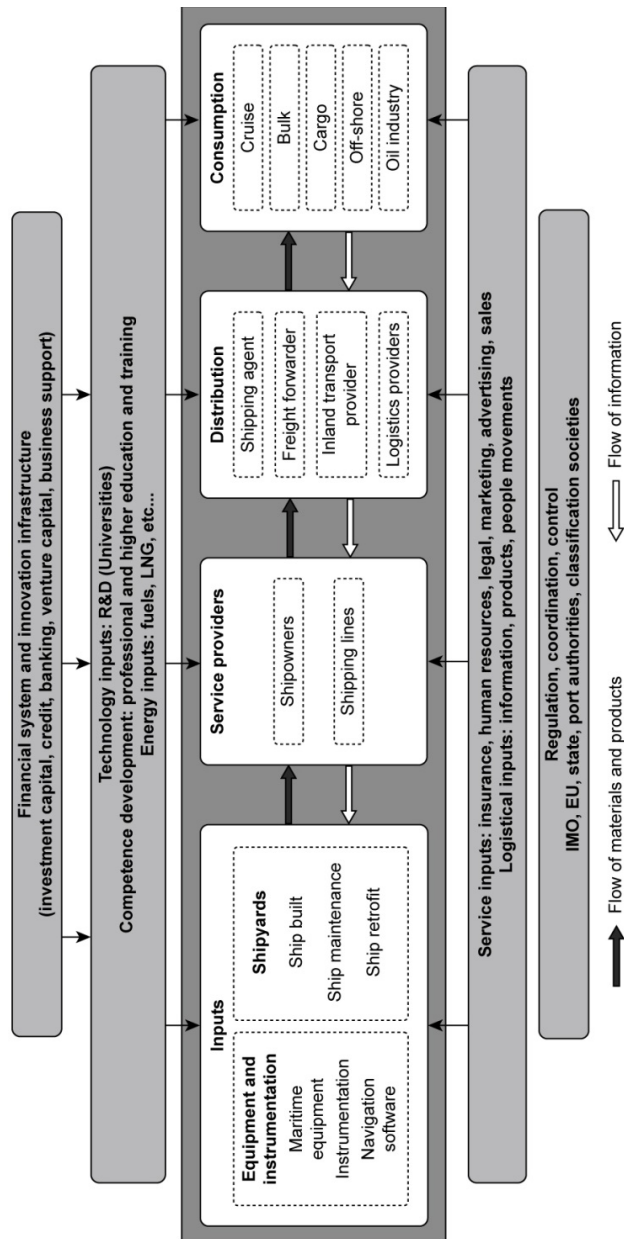 Financial system and innovation infrastructure
(investment capital, credit, banking, venture capital, business support)
Technology inputs: R&D (Universities)
Competence development: professional and higher education and training
Energy inputs: fuels, LNG, etc...
Inputs
Equipment and
instrumentation
Maritime
equipment
Instrumentation
Navigation
software
Shipyards
Ship built
Ship maintenance
Ship retrofit
Service providers
Shipowners
Shipping lines
Distribution
Shipping agent
Freight forwarder
Inland transport
provider
Logistics providers
Consumption
Cruise
Bulk
Cargo
Off-shore
Oil industry
Service inputs: insurance, human resources, legal, marketing, advertising, sales
Logistical inputs: information, products, people movements
Regulation, coordination, control
IMO, EU, state, port authorities, classification societies
Flow of materials and products
Flow of information